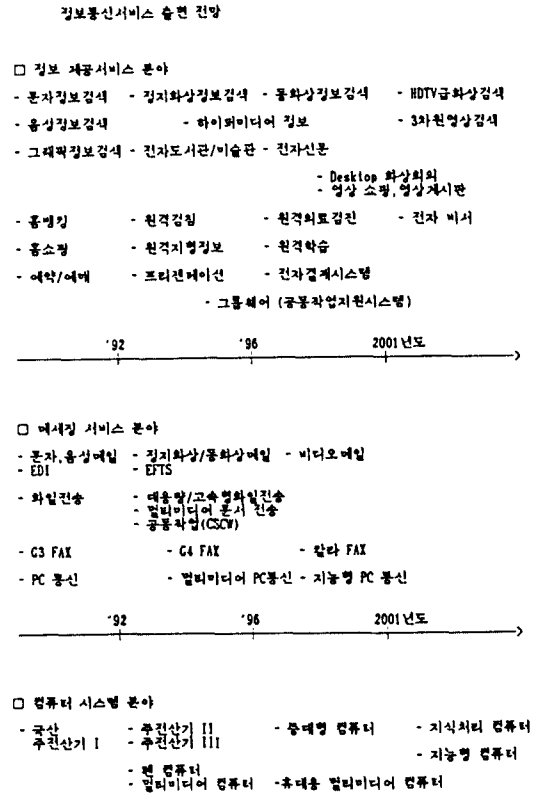 정보통신서비스 출현 전망
□ 정보 제공서비스 분야
- 문자정보검색 - 정지화상정보검색 - 동화상정보검색 - HDTV급화상검색
- 음성정보검색 - 하이퍼미디어 정보 - 3차원영상검색
- 그래픽정보검색 - 전자도서관/미술관 - 전자신문
- Desktop 화상회의
- 영상 쇼핑,영상게시판
- 홈뱅킹 - 원격검침 - 원격의료검진 - 전자 비서
- 홈쇼핑 - 원격지형정보 - 원격학습
- 예약/예매 - 프리젠테이션 - 전자결재시스템
- 그룹웨어 (공동작업지원시스템)
'92 '96 2001년도
□ 메세징 서비스 분야
- 문자,음성메일 - 정지화상/동화상메일 - 비디오메일
- EDI - EFTS
- 화일전송 - 대용량/고속형화일전송
- 멀티미디어 문서 전송
- 공동작업(CSCW)
- G3 FAX - G4 FAX - 칼라 FAX
- PC 통신 - 멀티미디어 PC통신 - 지능형 PC 통신
'92 '96 2001년도
□ 컴퓨터 시스템 분야
- 국산 - 주전산기 II - 중대형 컴퓨터 - 지식처리 컴퓨터
주전산기 I - 주전산기 III
- 지능형 컴퓨터
- 펜 컴퓨터
- 멀티미디어 컴퓨터 -휴대용 멀티미디어 컴퓨터